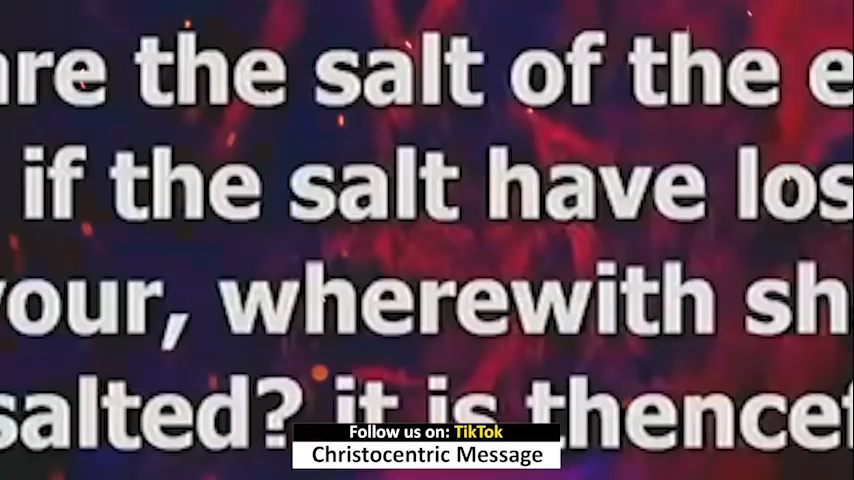 are the salt of the e
if the salt have los
your, wherewith sh
salted? it is thencef
Follow us on: TikTok
Christocentric Message